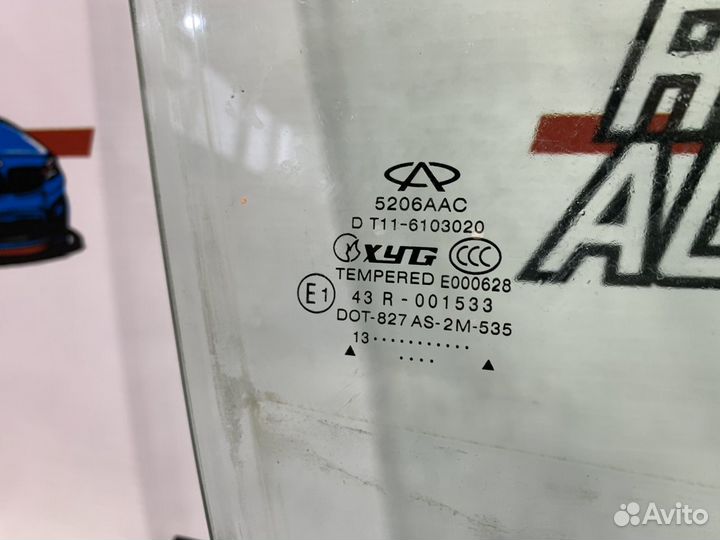 5206AAC
D T11-6103020
XYG CCC
TEMPERED E000628
E1 43 R-001533
DOT-827 AS-2M-535
13...........
....
Avito